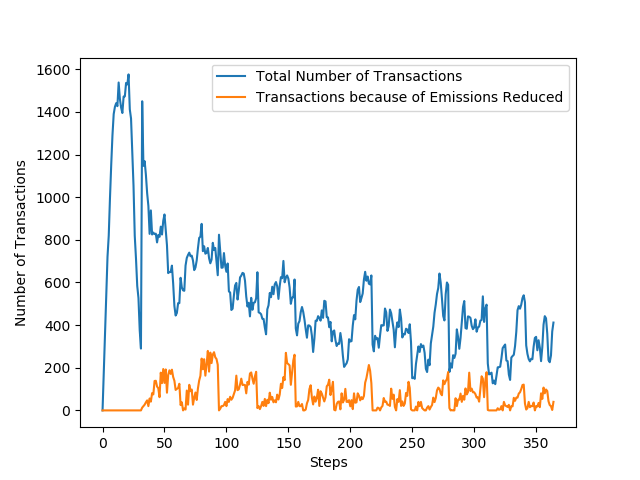 Total Number of Transactions
Transactions because of Emissions Reduced
Number of Transactions
1600
1400
1200
1000
800
600
400
200
0
0 50 100 150 200 250 300 350
Steps